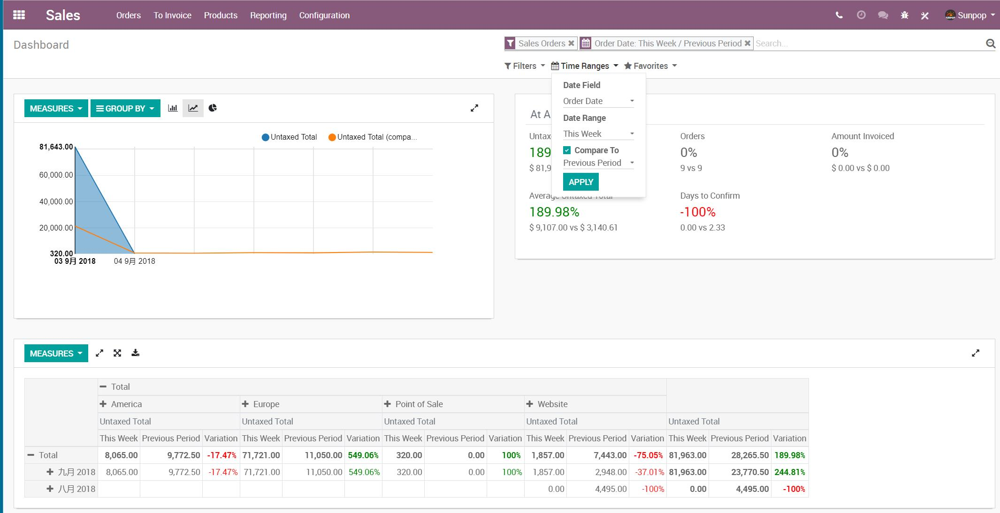 Sales Orders To Invoice Products Reporting Configuration Sunpop
Dashboard
Sales Orders Order Date: This Week / Previous Period Search...
Filters Time Ranges Favorites
Date Field
Order Date
Date Range
This Week
Compare To
Previous Period
APPLY
MEASURES GROUP BY
Untaxed Total Untaxed Total (compa...
81,643.00
60,000.00
40,000.00
20,000.00
320.00
03 9月 2018 04 9月 2018
At A
Untax Orders Amount Invoiced
189 0% 0%
$ 81,9 9 vs 9 $ 0.00 vs $ 0.00
Average Untaxed Total Days to Confirm
189.98% -100%
$ 9,107.00 vs $ 3,140.61 0.00 vs 2.33
MEASURES
Total
America Europe Point of Sale Website
Untaxed Total Untaxed Total Untaxed Total Untaxed Total Untaxed Total
This Week Previous Period Variation This Week Previous Period Variation This Week Previous Period Variation This Week Previous Period Variation This Week Previous Period Variation
Total 8,065.00 9,772.50 -17.47% 71,721.00 11,050.00 549.06% 320.00 0.00 100% 1,857.00 7,443.00 -75.05% 81,963.00 28,265.50 189.98%
九月 2018 8,065.00 9,772.50 -17.47% 71,721.00 11,050.00 549.06% 320.00 0.00 100% 1,857.00 2,948.00 -37.01% 81,963.00 23,770.50 244.81%
八月 2018 0.00 4,495.00 -100% 0.00 4,495.00 -100%